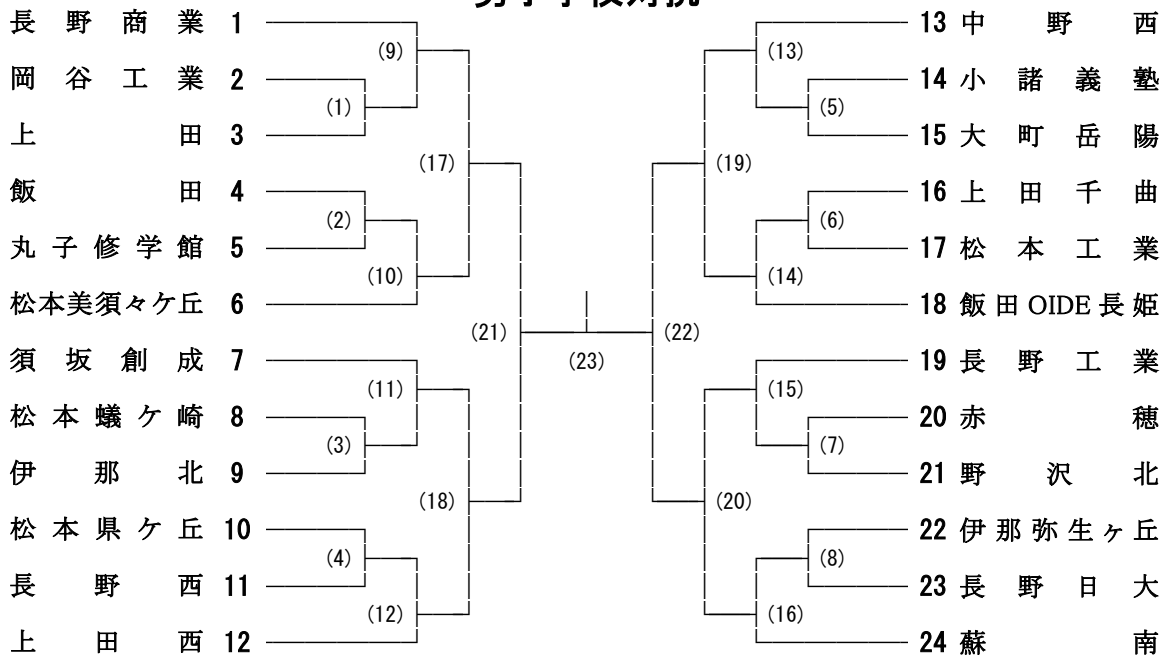 長野商業 1
岡谷工業 2
上田 3
飯田 4
丸子修学館 5
松本美須々ケ丘 6
須坂創成 7
松本蟻ケ崎 8
伊那北 9
松本県ケ丘 10
長野西 11
上田西 12
(1)
(2)
(3)
(4)
(9)
(10)
(11)
(12)
(17)
(18)
(21)
(23)
(22)
(19)
(20)
(13)
(14)
(15)
(16)
(5)
(6)
(7)
(8)
13 中野西
14 小諸義塾
15 大町岳陽
16 上田千曲
17 松本工業
18 飯田OIDE長姫
19 長野工業
20 赤穂
21 野沢北
22 伊那弥生ヶ丘
23 長野日大
24 蘇南